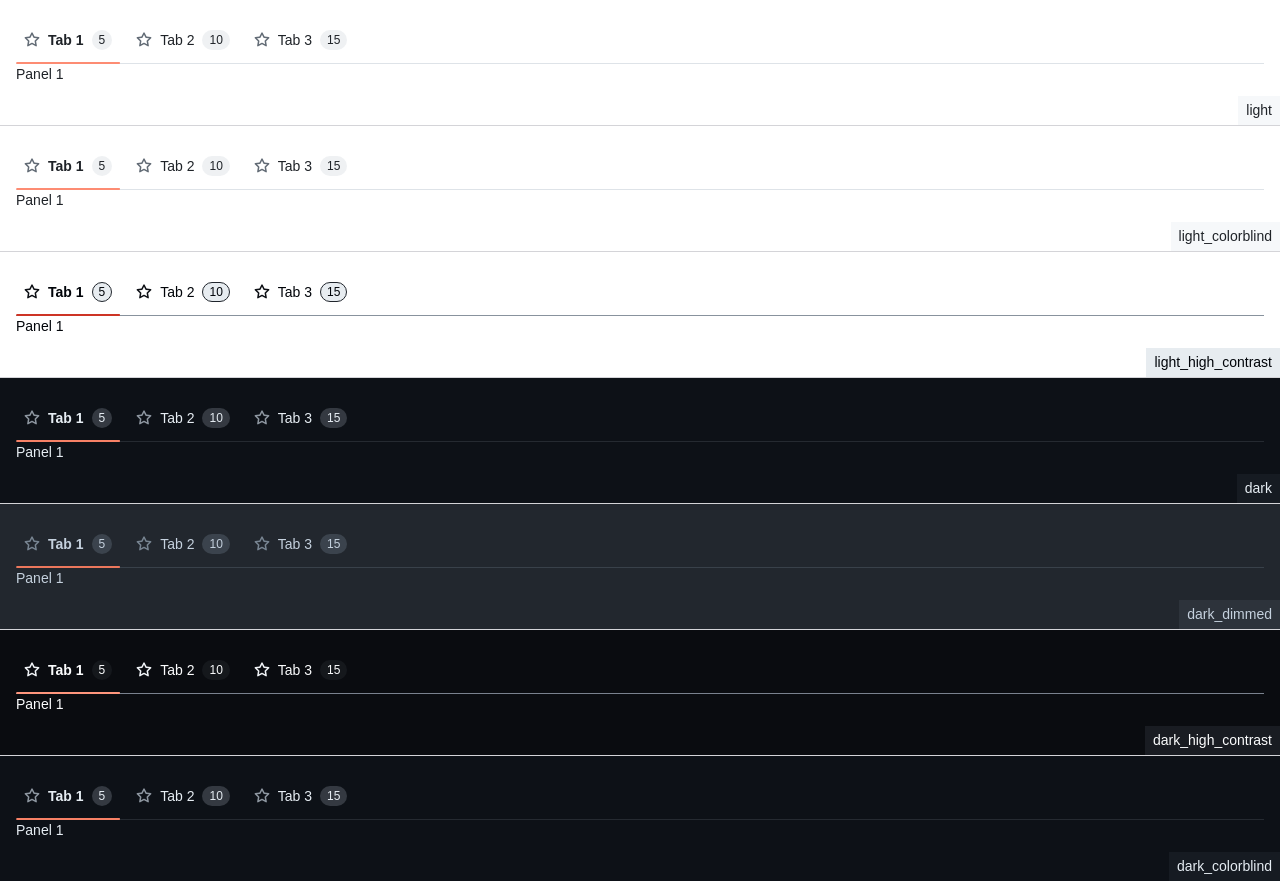 Tab 1 5 Tab 2 10 Tab 3 15
Panel 1
light
Tab 1 5 Tab 2 10 Tab 3 15
Panel 1
light_colorblind
Tab 1 5 Tab 2 10 Tab 3 15
Panel 1
light_high_contrast
Tab 1 5 Tab 2 10 Tab 3 15
Panel 1
dark
Tab 1 5 Tab 2 10 Tab 3 15
Panel 1
dark_dimmed
Tab 1 5 Tab 2 10 Tab 3 15
Panel 1
dark_high_contrast
Tab 1 5 Tab 2 10 Tab 3 15
Panel 1
dark_colorblind